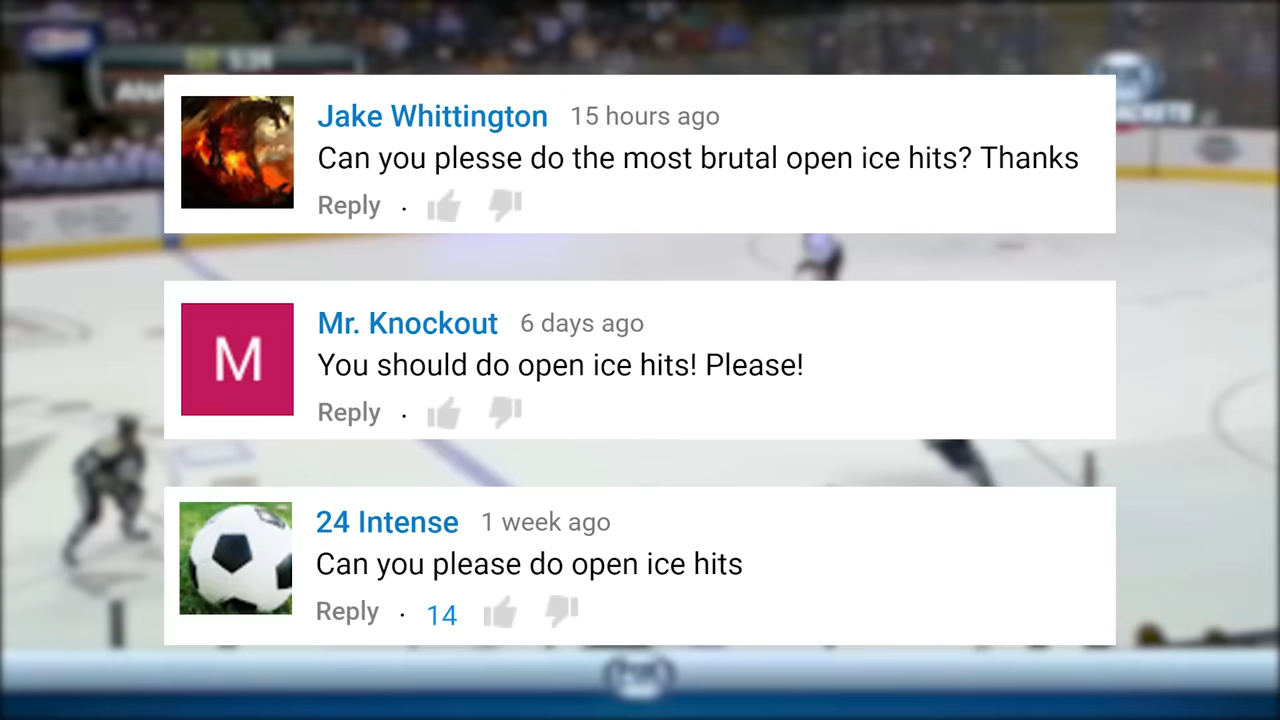 Jake Whittington 15 hours ago
Can you plesse do the most brutal open ice hits? Thanks
Reply ·
M
Mr. Knockout 6 days ago
You should do open ice hits! Please!
Reply ·
24 Intense 1 week ago
Can you please do open ice hits
Reply · 14